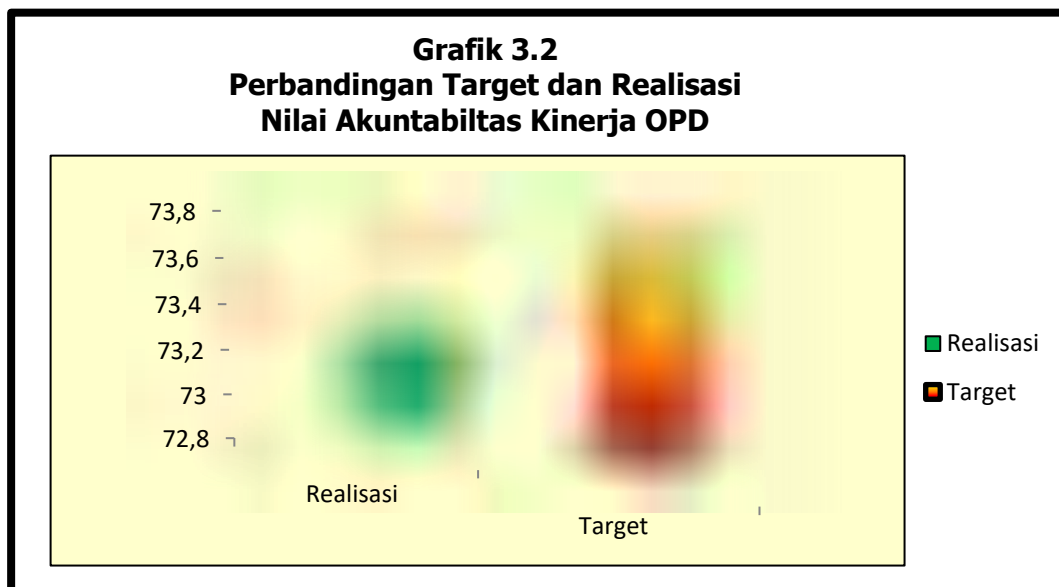 Grafik 3.2
Perbandingan Target dan Realisasi
Nilai Akuntabiltas Kinerja OPD
73,8
73,6
73,4
73,2
73
72,8
Realisasi
Target
Realisasi
Target